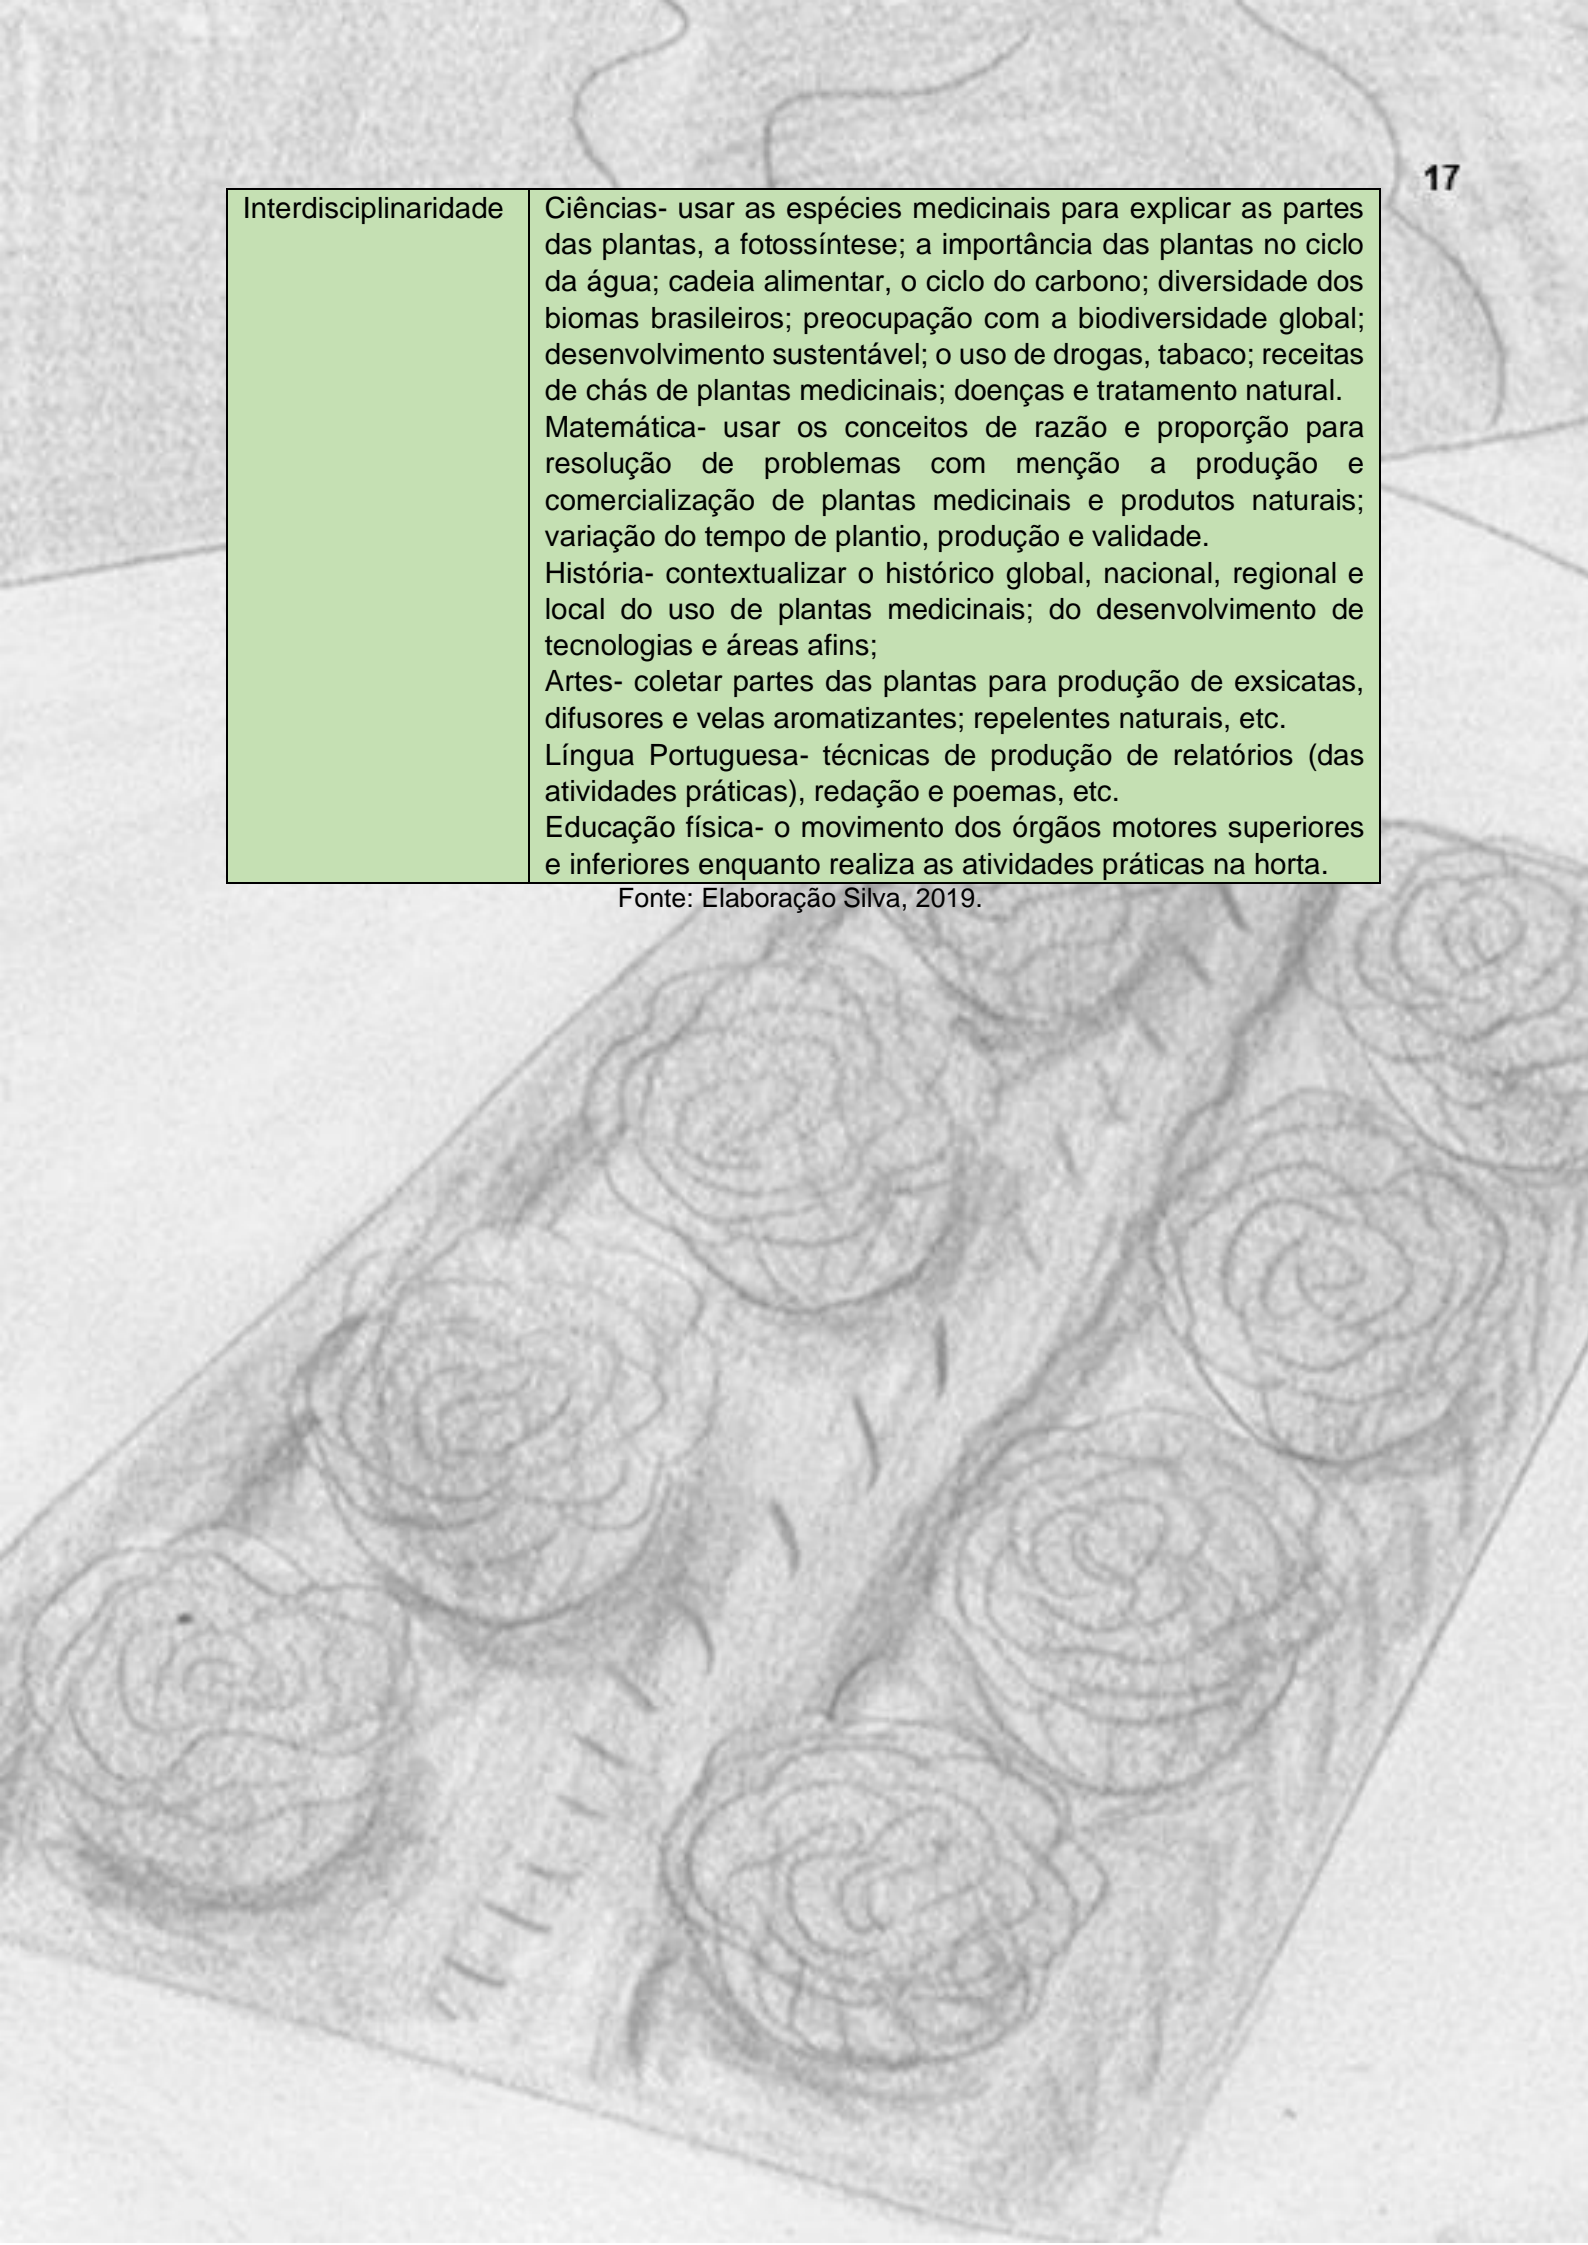 17
Interdisciplinaridade
Ciências- usar as espécies medicinais para explicar as partes
das plantas, a fotossíntese; a importância das plantas no ciclo
da água; cadeia alimentar, o ciclo do carbono; diversidade dos
biomas brasileiros; preocupação com a biodiversidade global;
desenvolvimento sustentável; o uso de drogas, tabaco; receitas
de chás de plantas medicinais; doenças e tratamento natural.
Matemática- usar os conceitos de razão e proporção para
resolução de problemas com menção a produção e
comercialização de plantas medicinais e produtos naturais;
variação do tempo de plantio, produção e validade.
História- contextualizar o histórico global, nacional, regional e
local do uso de plantas medicinais; do desenvolvimento de
tecnologias e áreas afins;
Artes- coletar partes das plantas para produção de exsicatas,
difusores e velas aromatizantes; repelentes naturais, etc.
Língua Portuguesa- técnicas de produção de relatórios (das
atividades práticas), redação e poemas, etc.
Educação física- o movimento dos órgãos motores superiores
e inferiores enquanto realiza as atividades práticas na horta.
Fonte: Elaboração Silva, 2019.